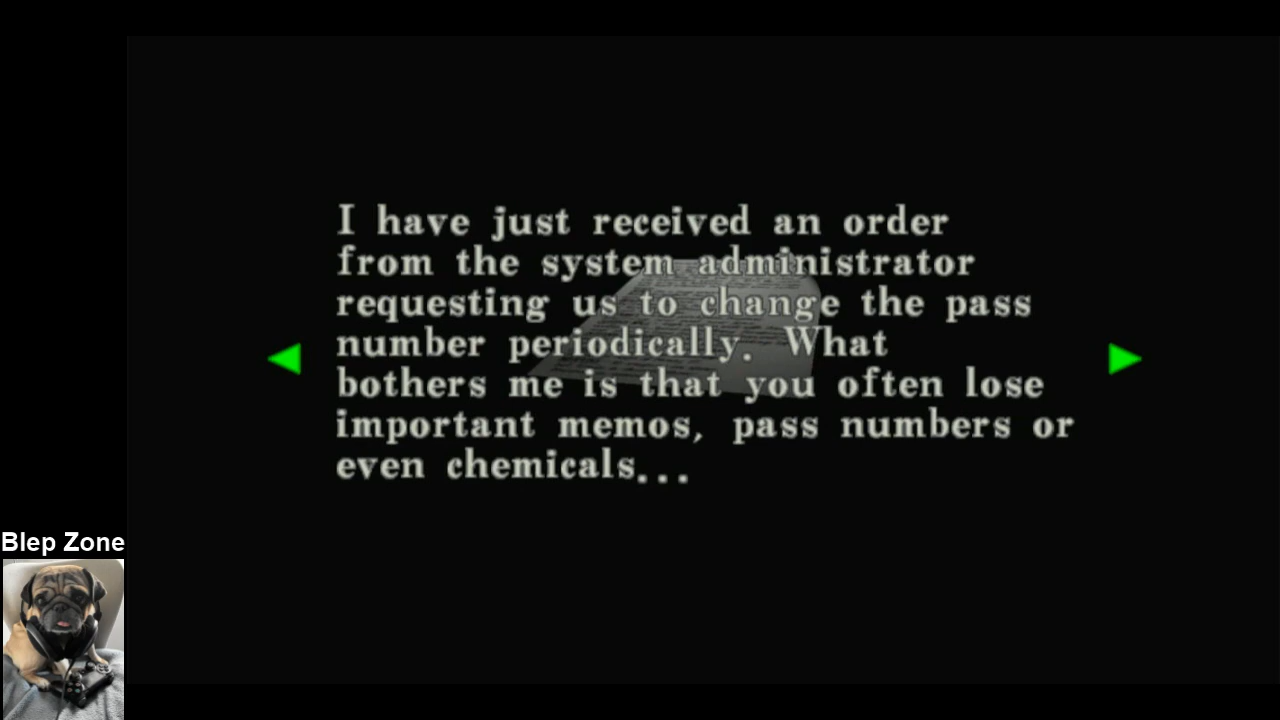 I have just received an order
from the system administrator
requesting us to change the pass
number periodically. What
bothers me is that you often lose
important memos, pass numbers or
even chemicals...
Blep Zone